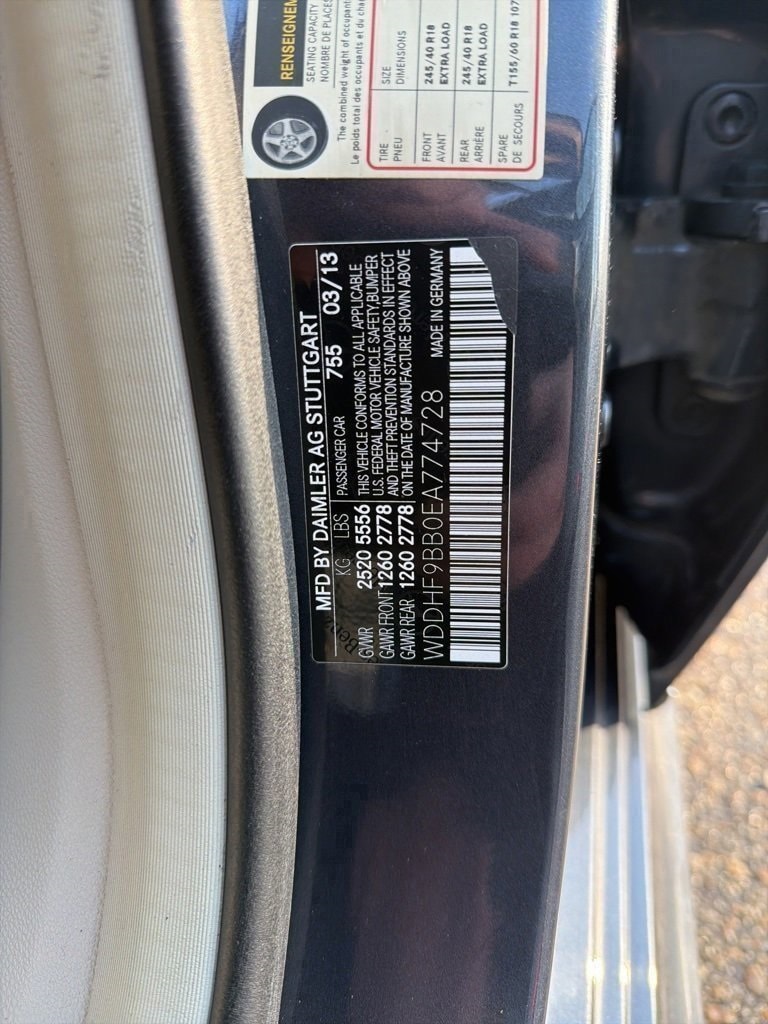 RENSEIGNEM
SEATING CAPACITY
NOMBRE DE PLACES
The combined weight of occupant
Le poids total des occupants et du char
TIRE SIZE
PNEU DIMENSIONS
FRONT 245/40 R18
AVANT EXTRA LOAD
REAR 245/40 R18
ARRIÈRE EXTRA LOAD
SPARE T155/60 R18 107
DE SECOURS
MFD BY DAIMLER AG STUTTGART
KG LBS PASSENGER CAR 755 03/13
GVWR 2520 5556 THIS VEHICLE CONFORMS TO ALL APPLICABLE
GAWR FRONT 1260 2778 U.S. FEDERAL MOTOR VEHICLE SAFETY,BUMPER
AND THEFT PREVENTION STANDARDS IN EFFECT
GAWR REAR 1260 2778 ON THE DATE OF MANUFACTURE SHOWN ABOVE
WDDHF9BB0EA774728 MADE IN GERMANY